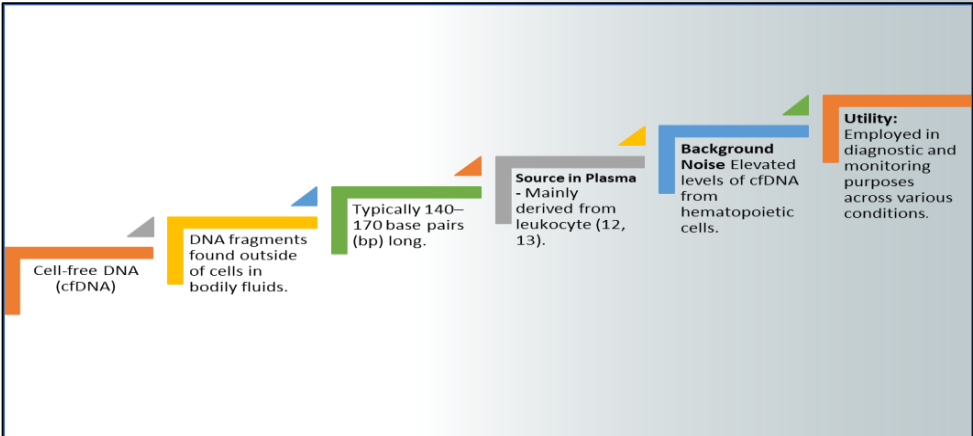 Cell-free DNA
(cfDNA)
DNA fragments
found outside
of cells in
bodily fluids.
Typically 140–
170 base pairs
(bp) long.
Source in Plasma
- Mainly
derived from
leukocyte (12,
13).
Background
Noise Elevated
levels of cfDNA
from
hematopoietic
cells.
Utility:
Employed in
diagnostic and
monitoring
purposes
across various
conditions.